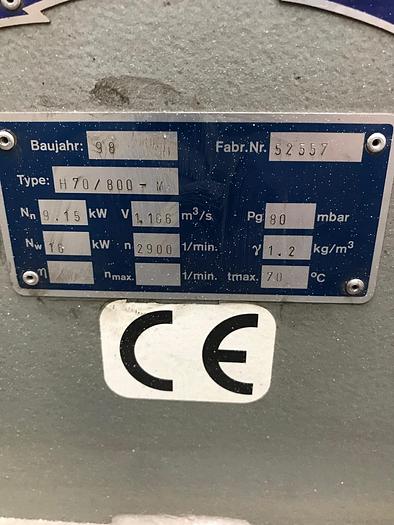 Baujahr: 98 Fabr.Nr. 52557
Type: H70/800-M
Nn 9.15 kW V 1,166 m³/s Pg 80 mbar
Nw 16 kW n 2900 1/min. γ 1.2 kg/m³
η nmax. 1/min. tmax. 70 °C
CE